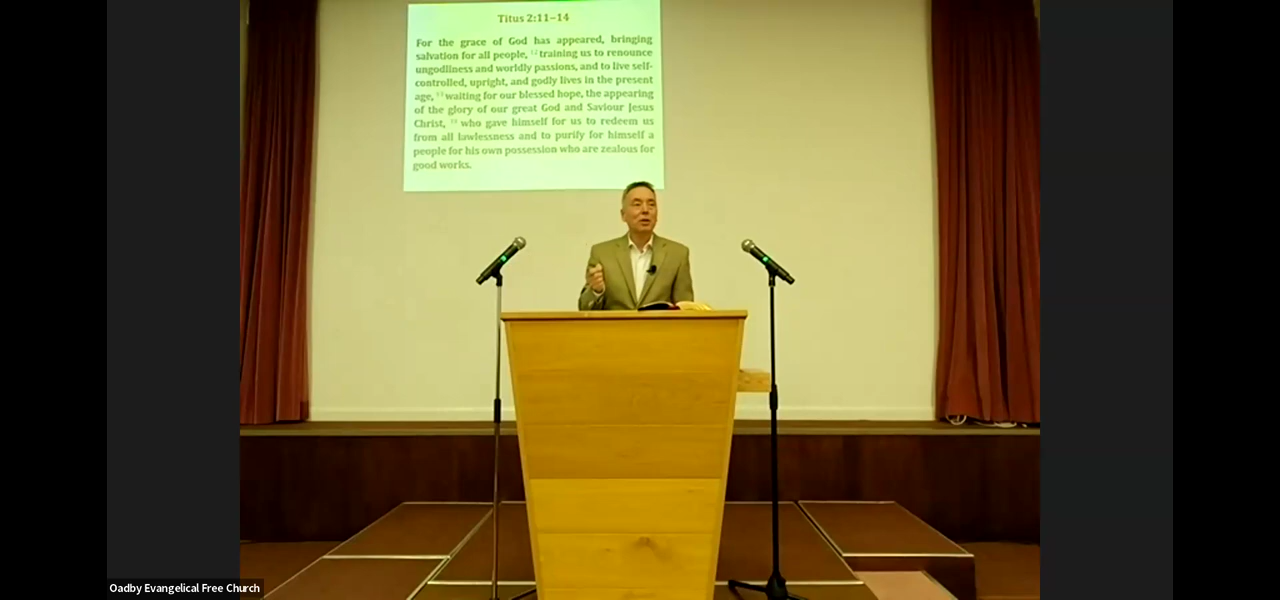 Titus 2:11–14
For the grace of God has appeared, bringing
salvation for all people, 12 training us to renounce
ungodliness and worldly passions, and to live self-
controlled, upright, and godly lives in the present
age, 13 waiting for our blessed hope, the appearing
of the glory of our great God and Saviour Jesus
Christ, 14 who gave himself for us to redeem us
from all lawlessness and to purify for himself a
people for his own possession who are zealous for
good works.
Oadby Evangelical Free Church